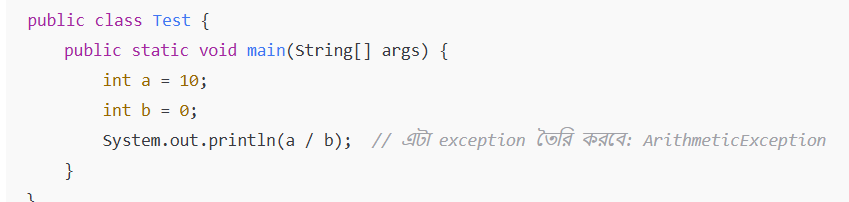 public class Test {
    public static void main(String[] args) {
        int a = 10;
        int b = 0;
        System.out.println(a / b);  // এটা exception তৈরি করবে: ArithmeticException
    }
}